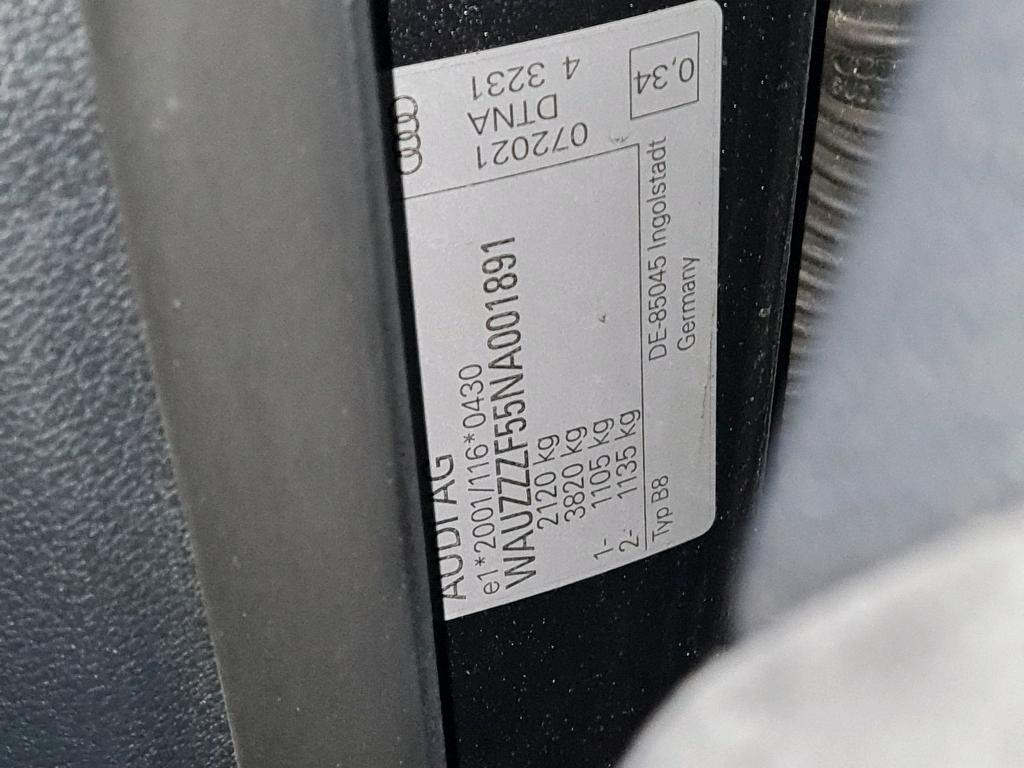 AUDI AG
e1*2001/116*0430
WAUZZZF55NA001891
2120 kg
3820 kg
1- 1105 kg
2- 1135 kg
Typ B8
DE-85045 Ingolstadt
Germany
072021
DTNA
4 3231
0,34